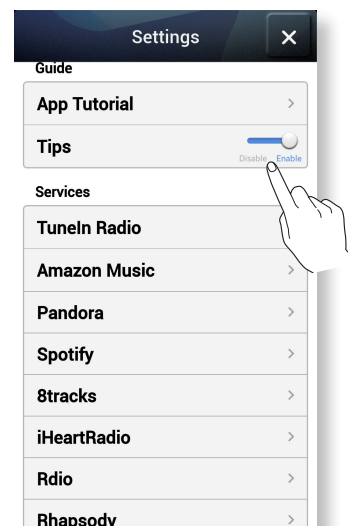 Settings
Guide
App Tutorial
Tips
Disable Enable
Services
TuneIn Radio
Amazon Music
Pandora
Spotify
8tracks
iHeartRadio
Rdio
Rhapsody